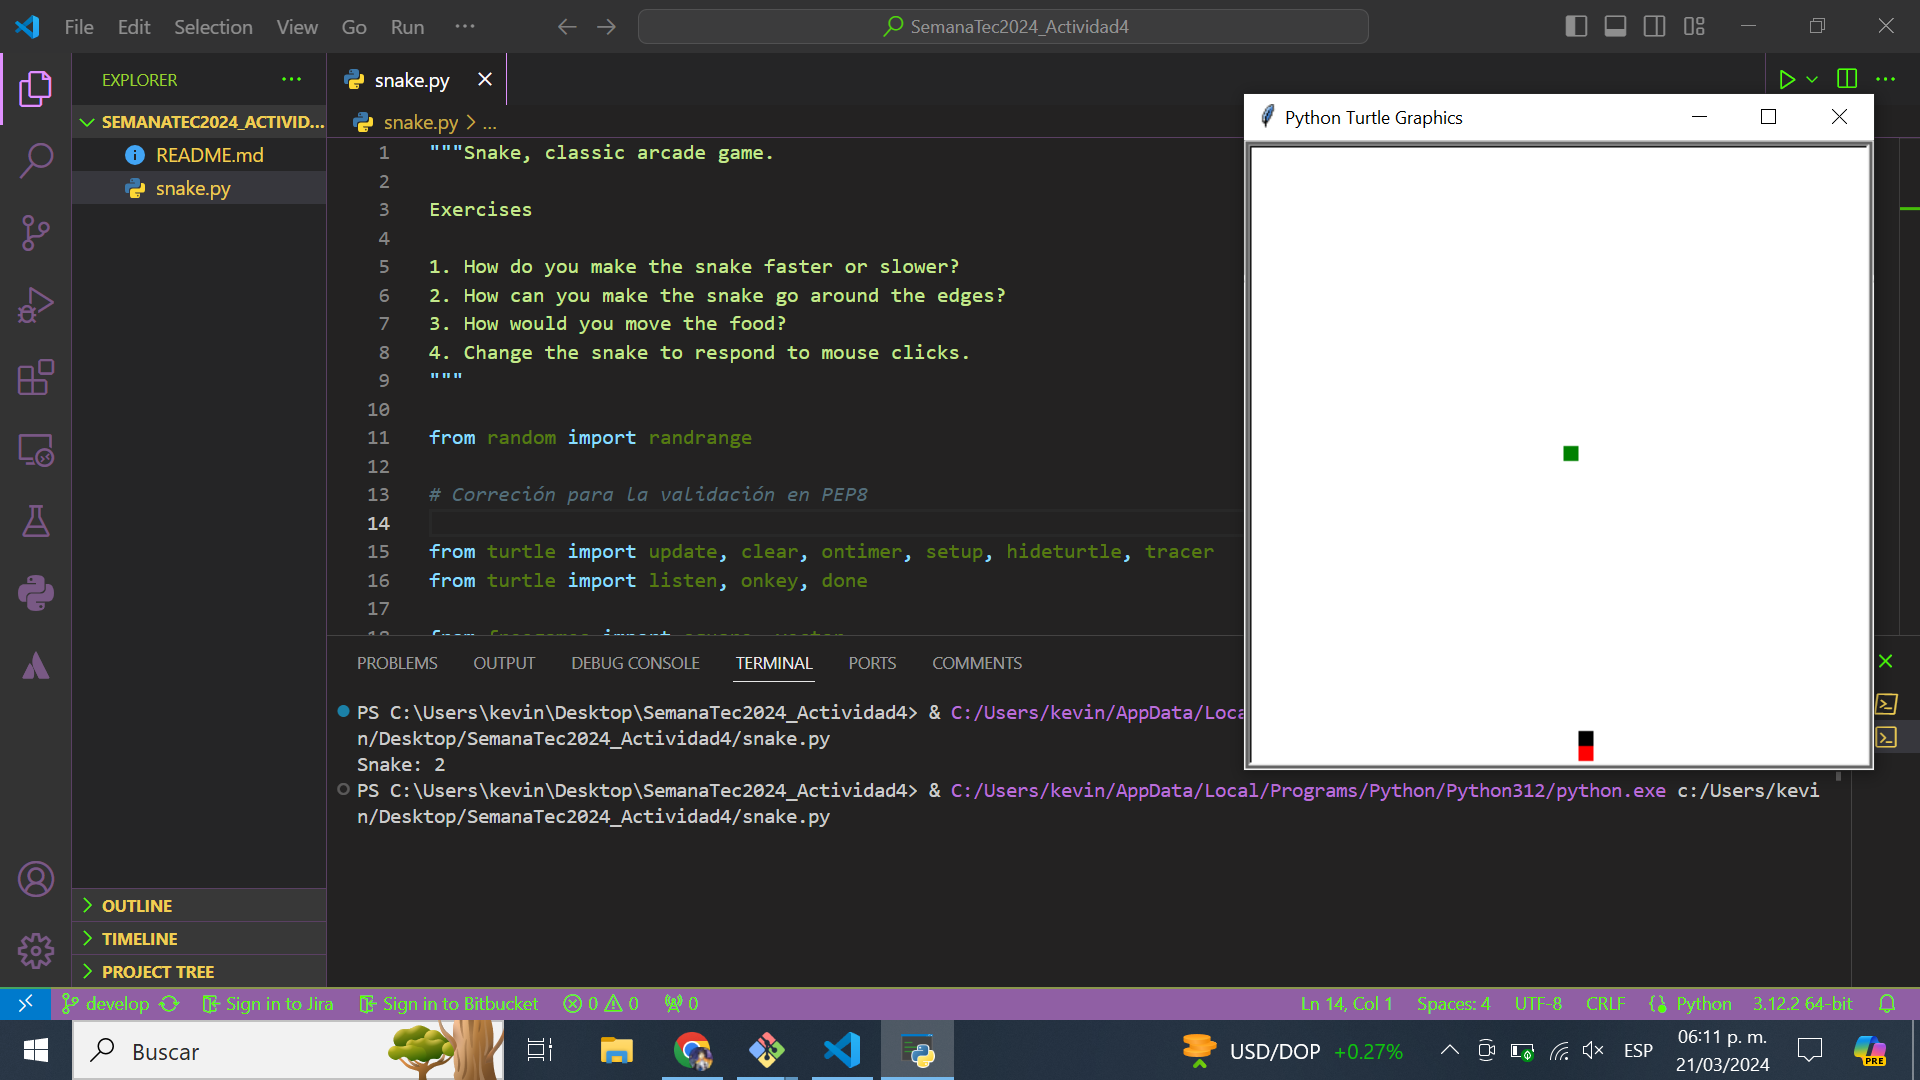 File Edit Selection View Go Run ...
SemanaTec2024_Actividad4
EXPLORER ...
SEMANATEC2024_ACTIVID...
README.md
snake.py
snake.py
snake.py > ...
1 """Snake, classic arcade game.
2
3 Exercises
4
5 1. How do you make the snake faster or slower?
6 2. How can you make the snake go around the edges?
7 3. How would you move the food?
8 4. Change the snake to respond to mouse clicks.
9 """
10
11 from random import randrange
12
13 # Correción para la validación en PEP8
14
15 from turtle import update, clear, ontimer, setup, hideturtle, tracer
16 from turtle import listen, onkey, done
17
18 from freegames import square, vector
Python Turtle Graphics
PROBLEMS OUTPUT DEBUG CONSOLE TERMINAL PORTS COMMENTS
PS C:\Users\kevin\Desktop\SemanaTec2024_Actividad4> & C:/Users/kevin/AppData/Loca
n/Desktop/SemanaTec2024_Actividad4/snake.py
Snake: 2
PS C:\Users\kevin\Desktop\SemanaTec2024_Actividad4> & C:/Users/kevin/AppData/Local/Programs/Python/Python312/python.exe c:/Users/kevi
n/Desktop/SemanaTec2024_Actividad4/snake.py
OUTLINE
TIMELINE
PROJECT TREE
develop Sign in to Jira Sign in to Bitbucket 0 0 0
Ln 14, Col 1 Spaces: 4 UTF-8 CRLF Python 3.12.2 64-bit
Buscar
USD/DOP +0.27%
ESP
06:11 p. m.
21/03/2024
PRE